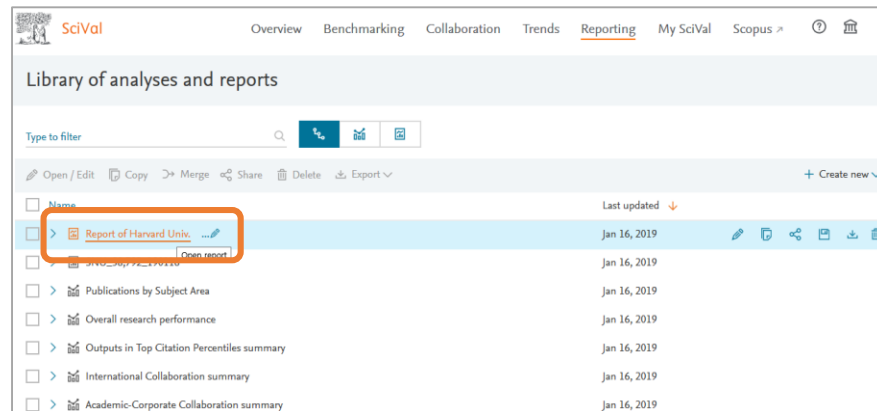 SciVal Overview Benchmarking Collaboration Trends Reporting My SciVal Scopus ↗
Library of analyses and reports
Type to filter
Open / Edit Copy Merge Share Delete Export + Create new
Name Last updated ↓
Report of Harvard Univ. ... Jan 16, 2019
Open report
Jan 16, 2019
Publications by Subject Area Jan 16, 2019
Overall research performance Jan 16, 2019
Outputs in Top Citation Percentiles summary Jan 16, 2019
International Collaboration summary Jan 16, 2019
Academic-Corporate Collaboration summary Jan 16, 2019